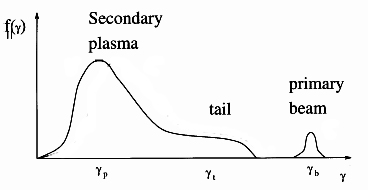 f∥(γ)
Secondary
plasma
tail
primary
beam
γp
γt
γb
γ